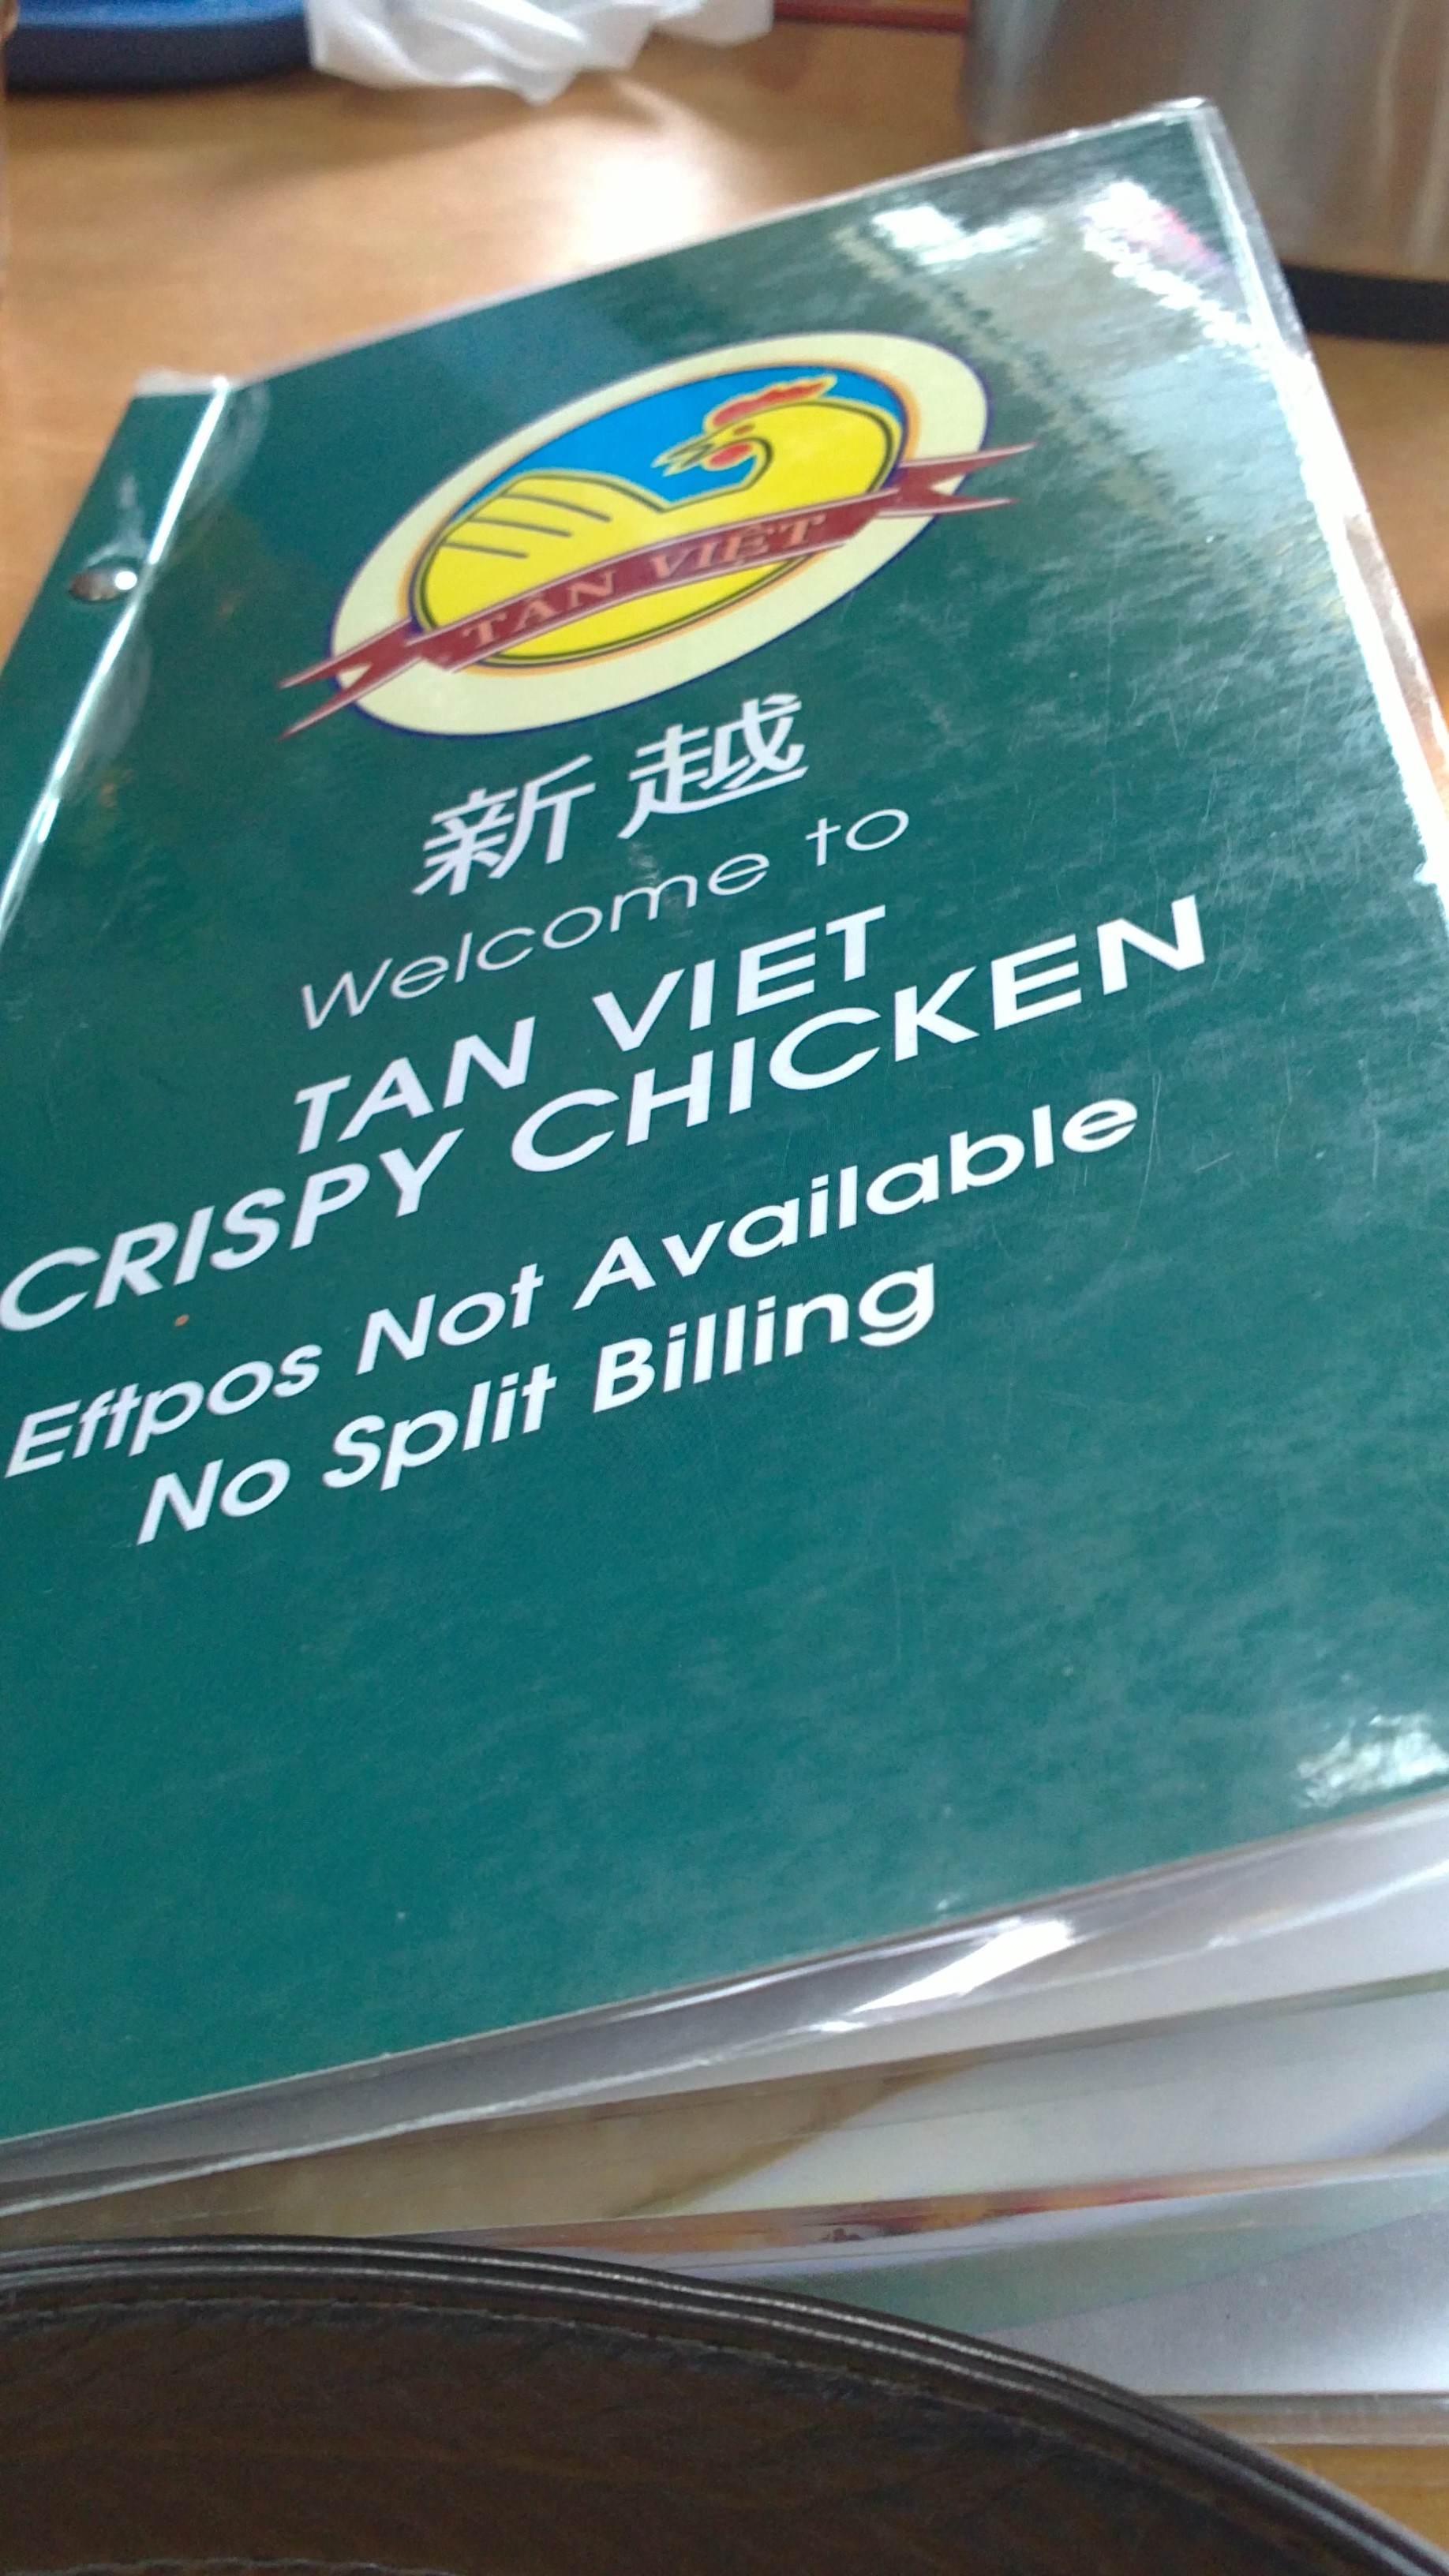 TÂN VIỆT
新越
Welcome to
TAN VIET
CRISPY CHICKEN
Eftpos Not Available
No Split Billing